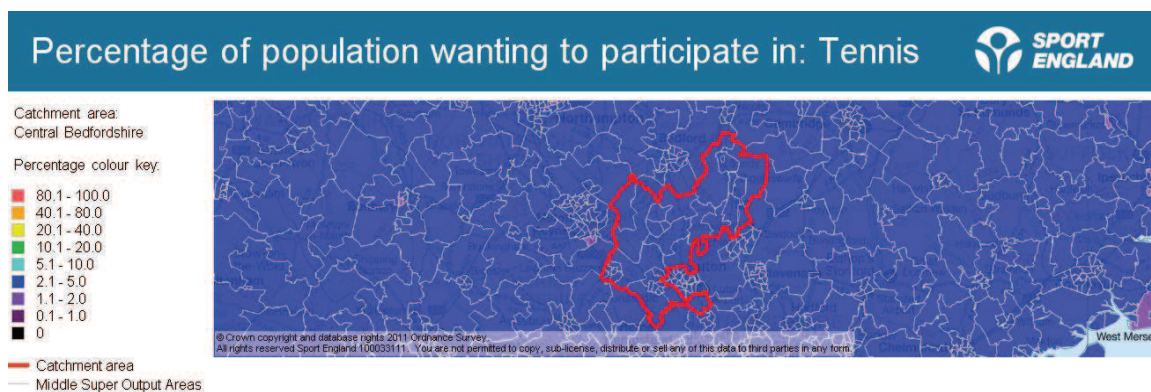 Percentage of population wanting to participate in: Tennis
SPORT
ENGLAND
Catchment area:
Central Bedfordshire
Percentage colour key:
80.1 - 100.0
40.1 - 80.0
20.1 - 40.0
10.1 - 20.0
5.1 - 10.0
2.1 - 5.0
1.1 - 2.0
0.1 - 1.0
0
Catchment area
Middle Super Output Areas
Northampton
Bedford
West Merse
© Crown copyright and database rights 2011 Ordnance Survey.
All rights reserved Sport England 100033111. You are not permitted to copy, sub-license, distribute or sell any of this data to third parties in any form.